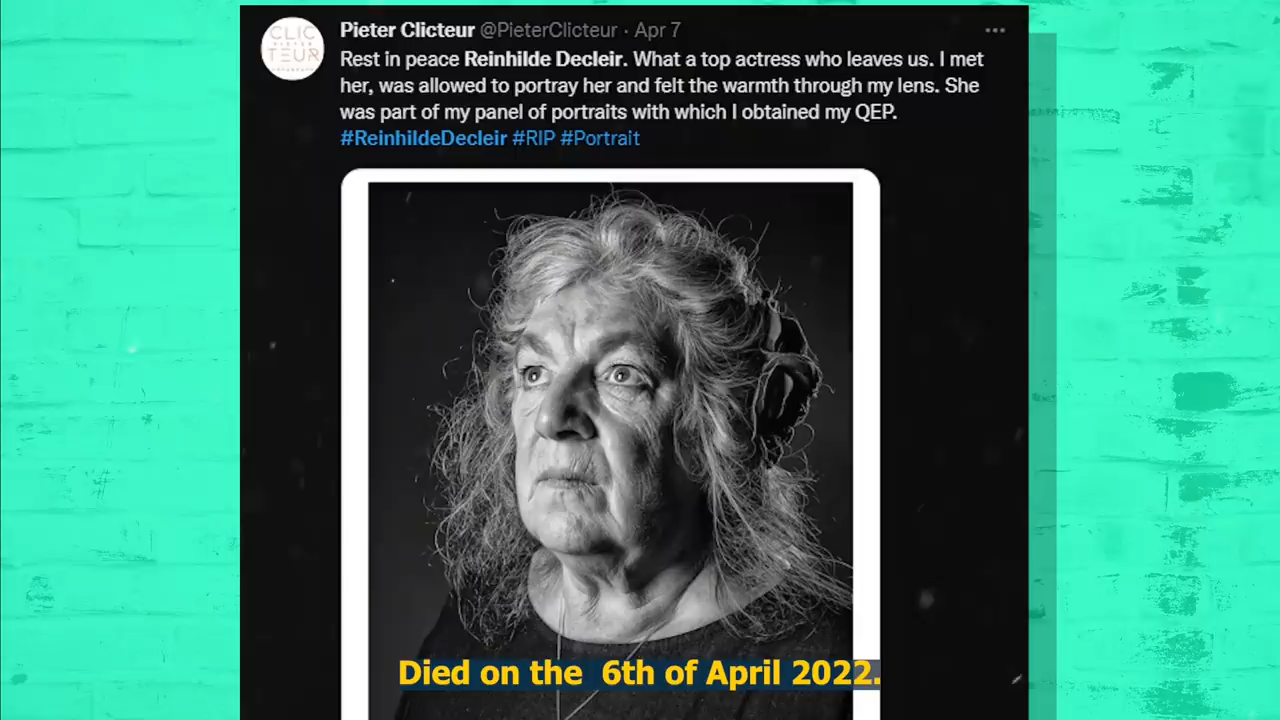 CLIC
TEUR
Pieter Clicteur @PieterClicteur · Apr 7
Rest in peace Reinhilde Decleir. What a top actress who leaves us. I met
her, was allowed to portray her and felt the warmth through my lens. She
was part of my panel of portraits with which I obtained my QEP.
#ReinhildeDecleir #RIP #Portrait
Died on the  6th of April 2022.